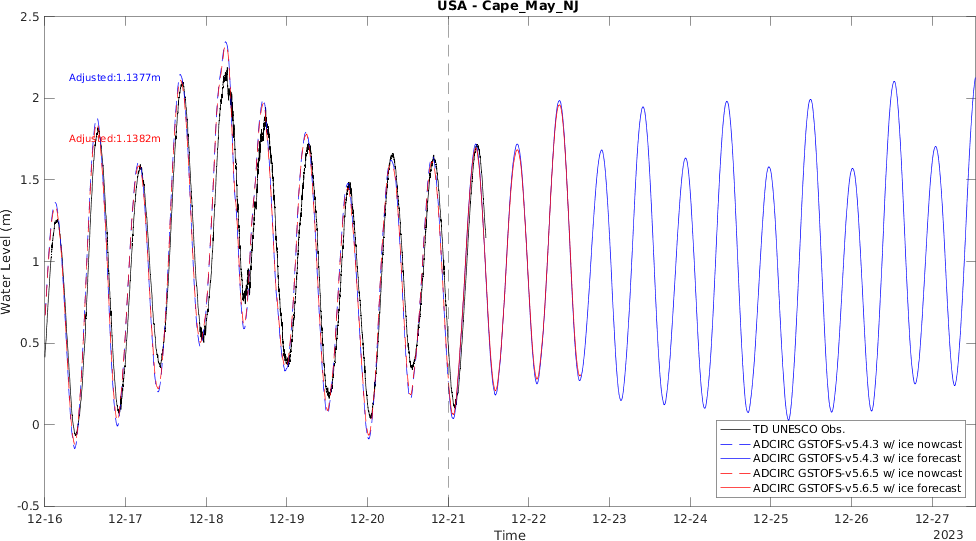 USA - Cape_May_NJ
2.5
2
1.5
1
0.5
0
-0.5
Water Level (m)
Adjusted:1.1377m
Adjusted:1.1382m
TD UNESCO Obs.
ADCIRC GSTOFS-v5.4.3 w/ ice nowcast
ADCIRC GSTOFS-v5.4.3 w/ ice forecast
ADCIRC GSTOFS-v5.6.5 w/ ice nowcast
ADCIRC GSTOFS-v5.6.5 w/ ice forecast
12-16 12-17 12-18 12-19 12-20 12-21 12-22 12-23 12-24 12-25 12-26 12-27
Time
2023